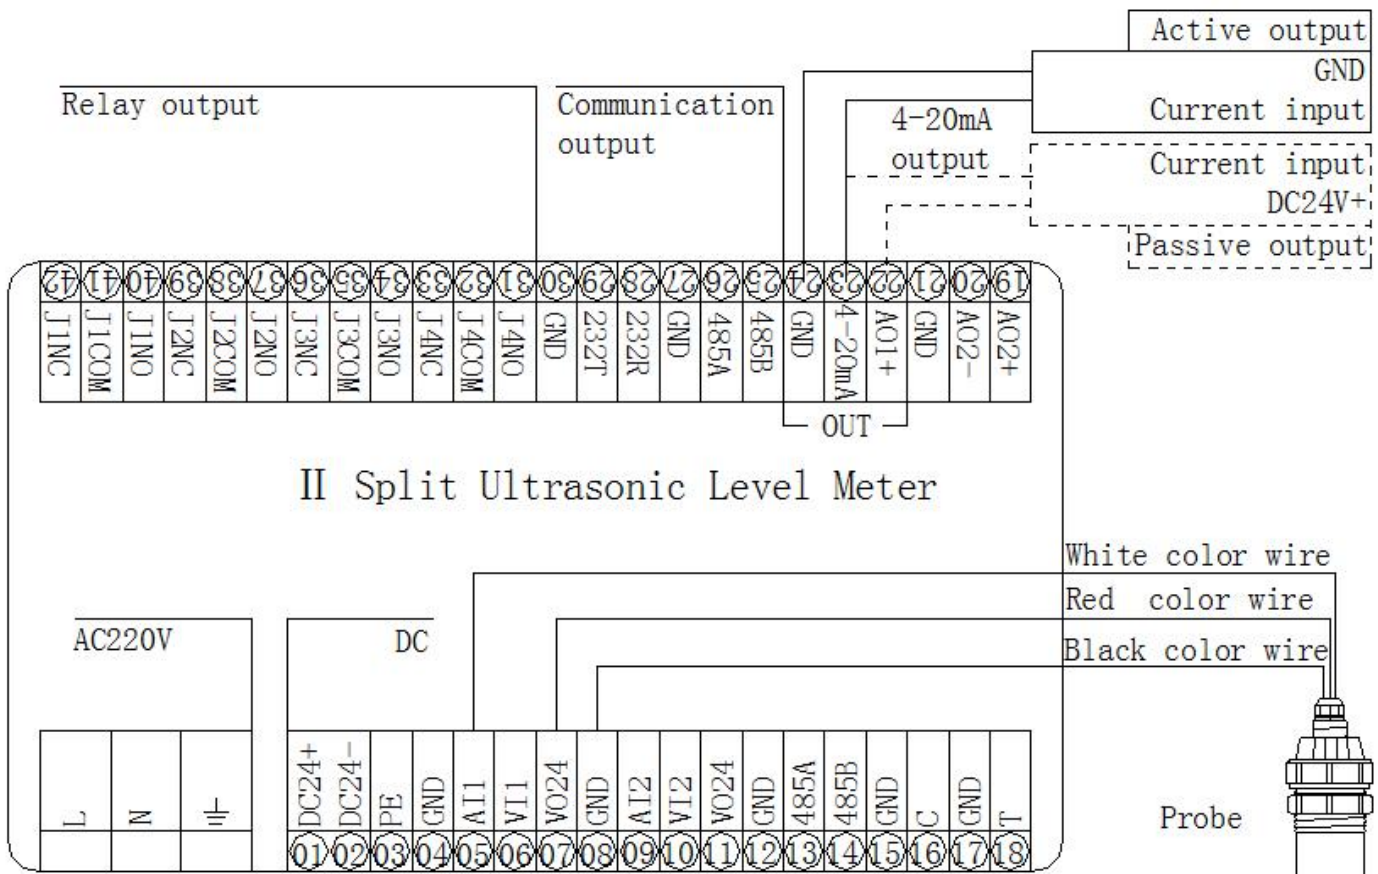 Active output
GND
Current input
Relay output
Communication
output
4-20mA
output
Current input
DC24V+
Passive output
42 41 40 39 38 37 36 35 34 33 32 31 30 29 28 27 26 25 24 23 22 21 20 19
J1NC J1COM J1NO J2NC J2COM J2NO J3NC J3COM J3NO J4NC J4COM J4NO GND 232T 232R GND 485A 485B GND 4-20mA AO1+ GND AO2- AO2+
OUT
II Split Ultrasonic Level Meter
White color wire
Red color wire
Black color wire
AC220V
DC
L N
DC24+ DC24- PE GND AI1 VI1 VO24 GND AI2 VI2 VO24 GND 485A 485B GND C GND T
01 02 03 04 05 06 07 08 09 10 11 12 13 14 15 16 17 18
Probe